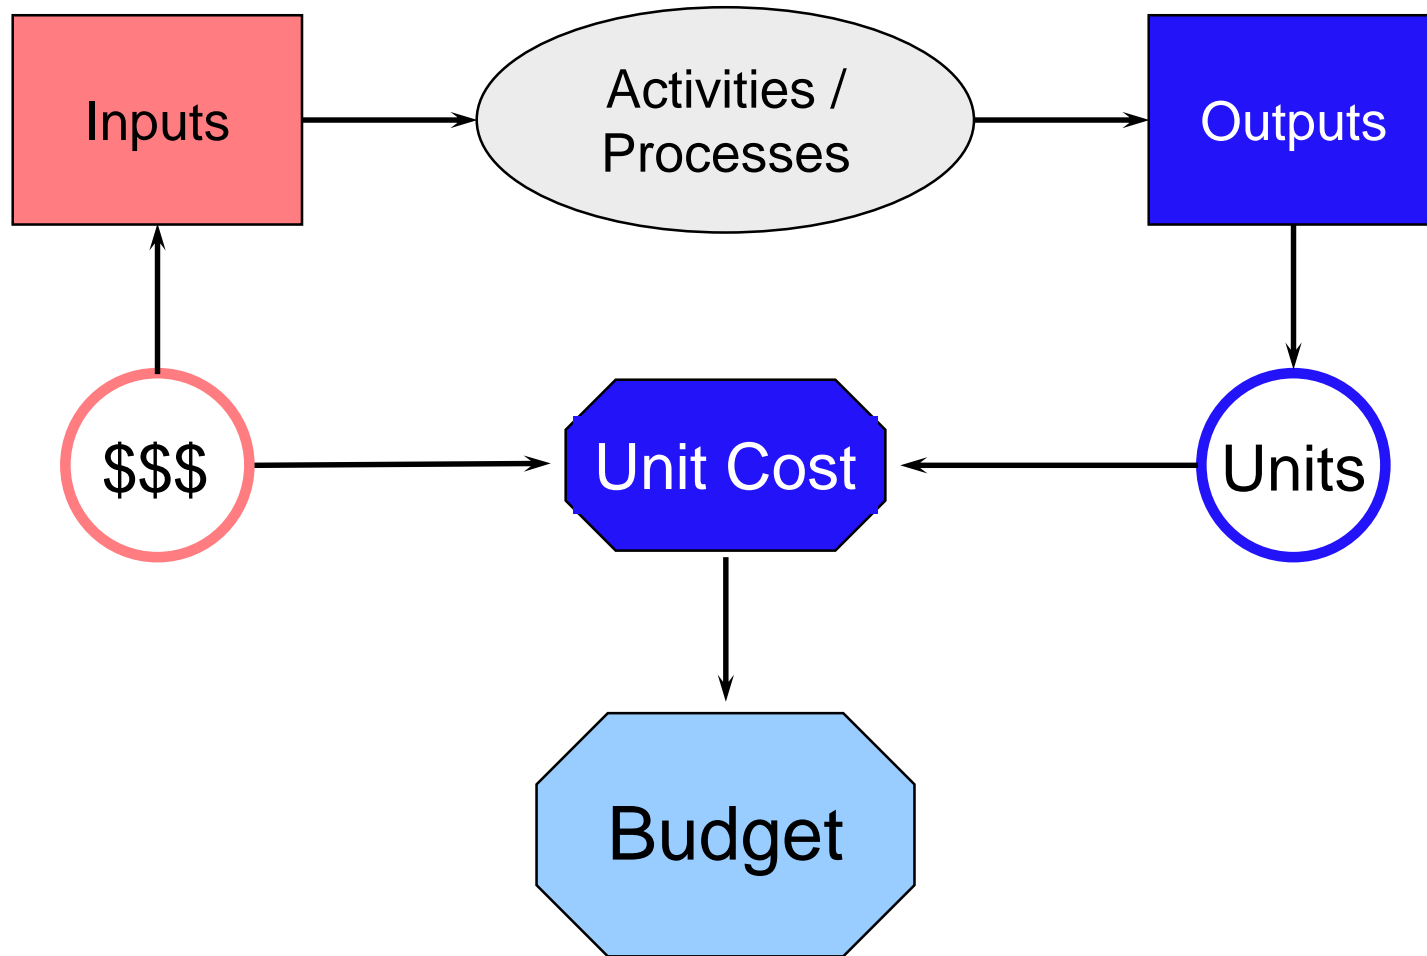 Inputs
Activities /
Processes
Outputs
$$$
Unit Cost
Units
Budget